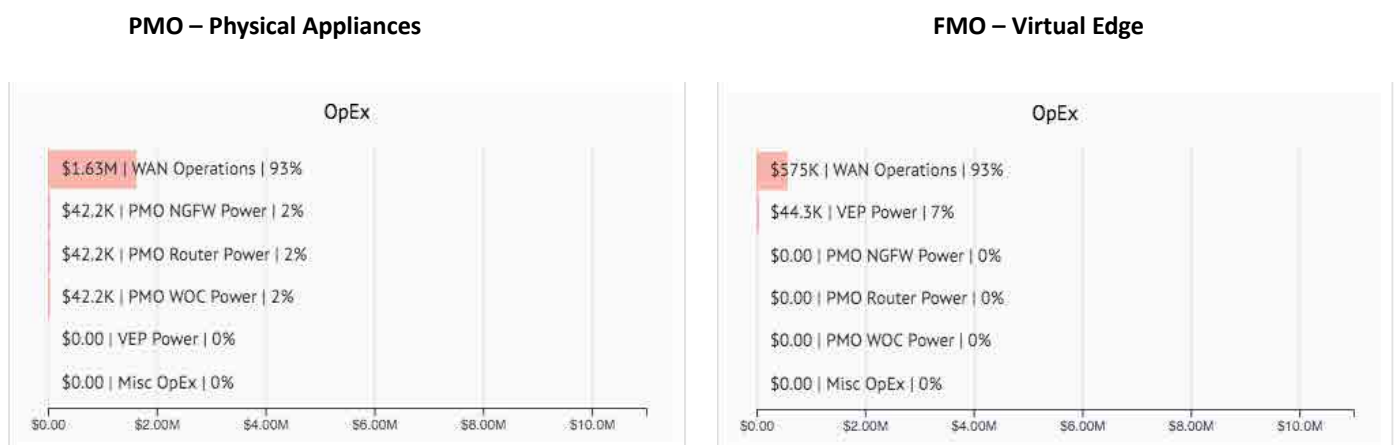 PMO – Physical Appliances
OpEx
$1.63M | WAN Operations | 93%
$42.2K | PMO NGFW Power | 2%
$42.2K | PMO Router Power | 2%
$42.2K | PMO WOC Power | 2%
$0.00 | VEP Power | 0%
$0.00 | Misc OpEx | 0%
$0.00 $2.00M $4.00M $6.00M $8.00M $10.0M
FMO – Virtual Edge
OpEx
$575K | WAN Operations | 93%
$44.3K | VEP Power | 7%
$0.00 | PMO NGFW Power | 0%
$0.00 | PMO Router Power | 0%
$0.00 | PMO WOC Power | 0%
$0.00 | Misc OpEx | 0%
$0.00 $2.00M $4.00M $6.00M $8.00M $10.0M